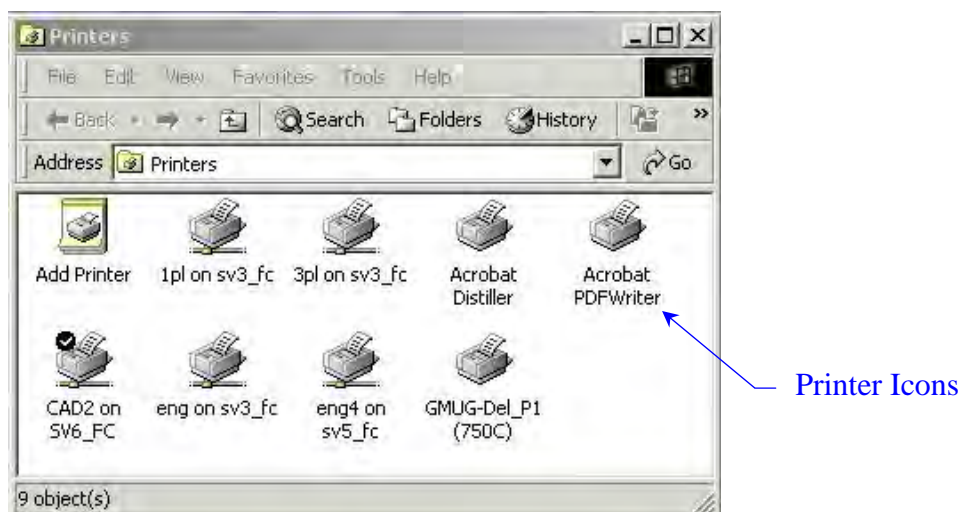 Printers
File Edit View Favorites Tools Help
Back Search Folders History »
Address Printers Go
Add Printer 1pl on sv3_fc 3pl on sv3_fc Acrobat Distiller Acrobat PDFWriter
Printer Icons
CAD2 on SV6_FC eng on sv3_fc eng4 on sv5_fc GMUG-Del_P1 (750C)
9 object(s)